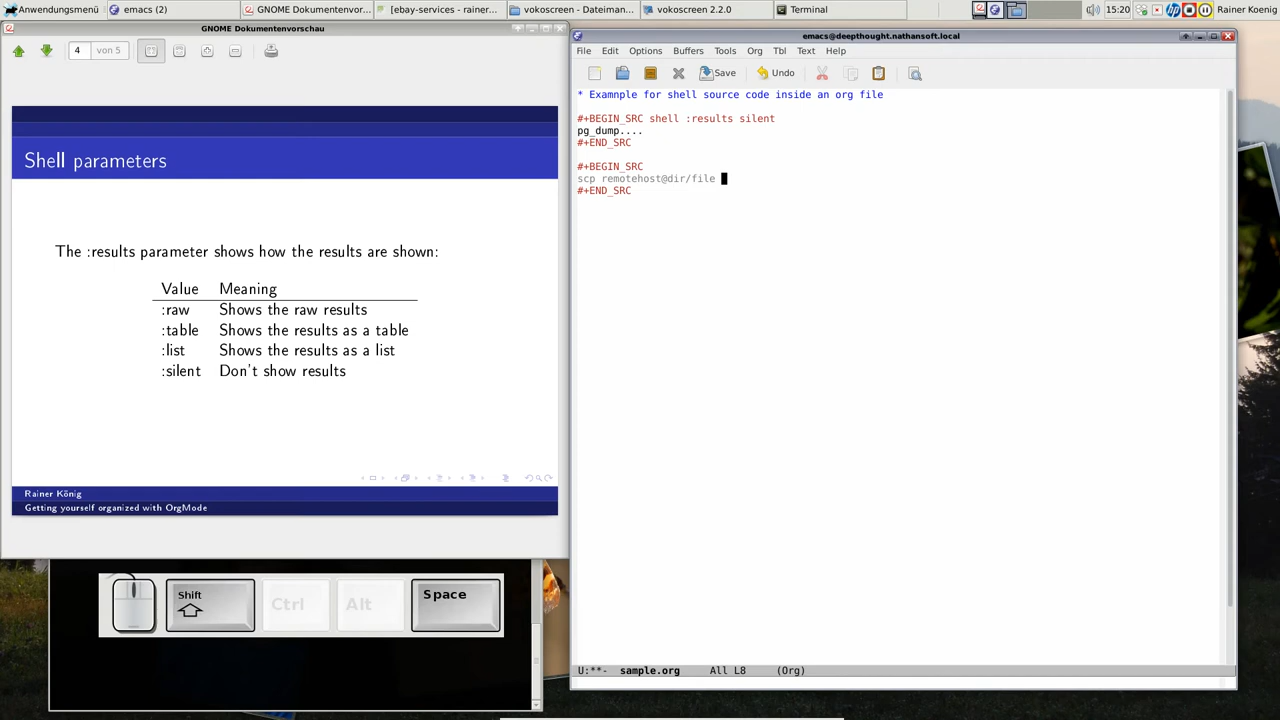 Anwendungsmenü
emacs (2)
GNOME Dokumentenvor...
[ebay-services - rainer...
vokoscreen - Dateiman...
vokoscreen 2.2.0
Terminal
15:20
Rainer Koenig
GNOME Dokumentenvorschau
4 von 5
Shell parameters
The :results parameter shows how the results are shown:
Value Meaning
:raw Shows the raw results
:table Shows the results as a table
:list Shows the results as a list
:silent Don't show results
Rainer König
Getting yourself organized with OrgMode
Shift
Ctrl
Alt
Space
emacs@deepthought.nathansoft.local
File Edit Options Buffers Tools Org Tbl Text Help
Save Undo
* Examnple for shell source code inside an org file
#+BEGIN_SRC shell :results silent
pg_dump....
#+END_SRC
#+BEGIN_SRC
scp remotehost@dir/file
#+END_SRC
U:**- sample.org All L8 (Org)